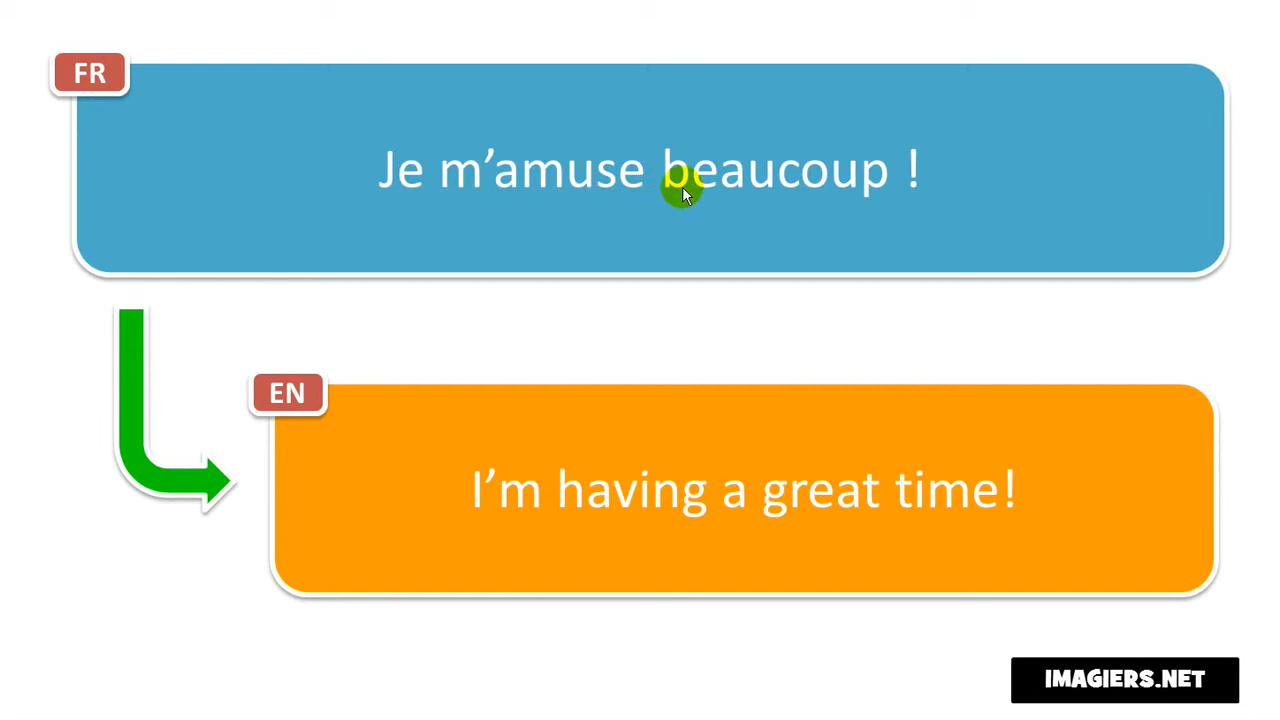 FR
Je m’amuse beaucoup !
EN
I’m having a great time!
IMAGIERS.NET